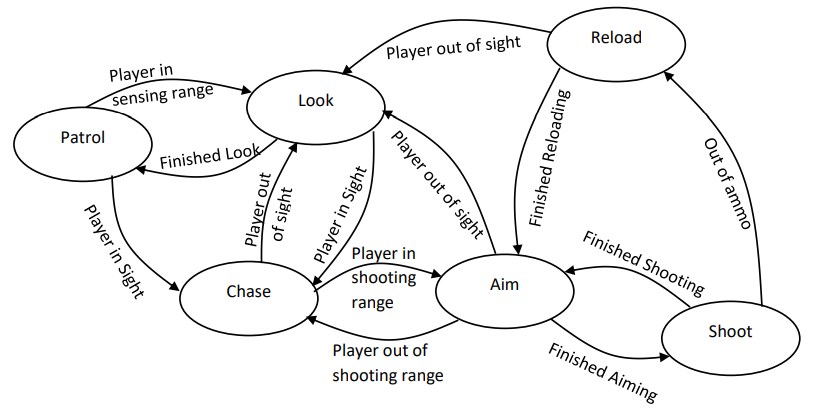 Reload
Player out of sight
Player in
sensing range
Look
Patrol
Finished Look
Player out
of sight
Player in Sight
Player out of sight
Finished Reloading
Out of ammo
Player in Sight
Chase
Player in
shooting
range
Aim
Finished Shooting
Shoot
Player out of
shooting range
Finished Aiming